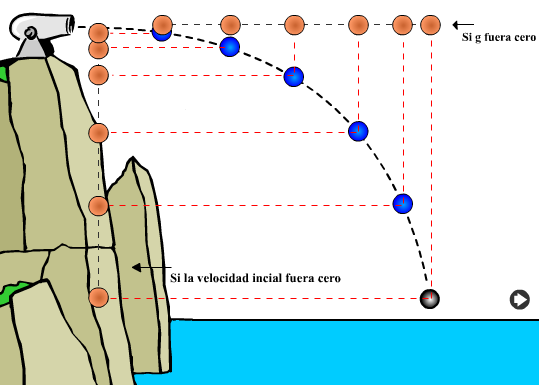 Si g fuera cero
Si la velocidad incial fuera cero